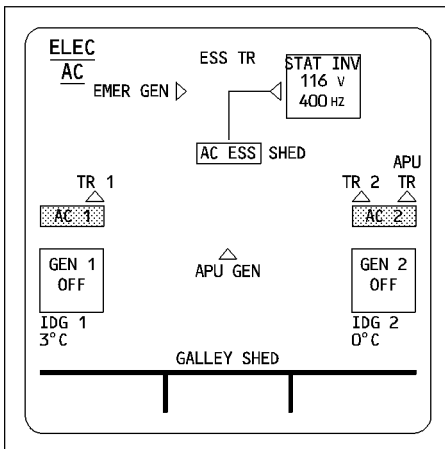 ELEC
AC
ESS TR
EMER GEN
STAT INV
116 V
400 HZ
AC ESS SHED
TR 1
TR 2
APU
TR
AC 1
AC 2
GEN 1
OFF
APU GEN
GEN 2
OFF
IDG 1
3°C
IDG 2
0°C
GALLEY SHED